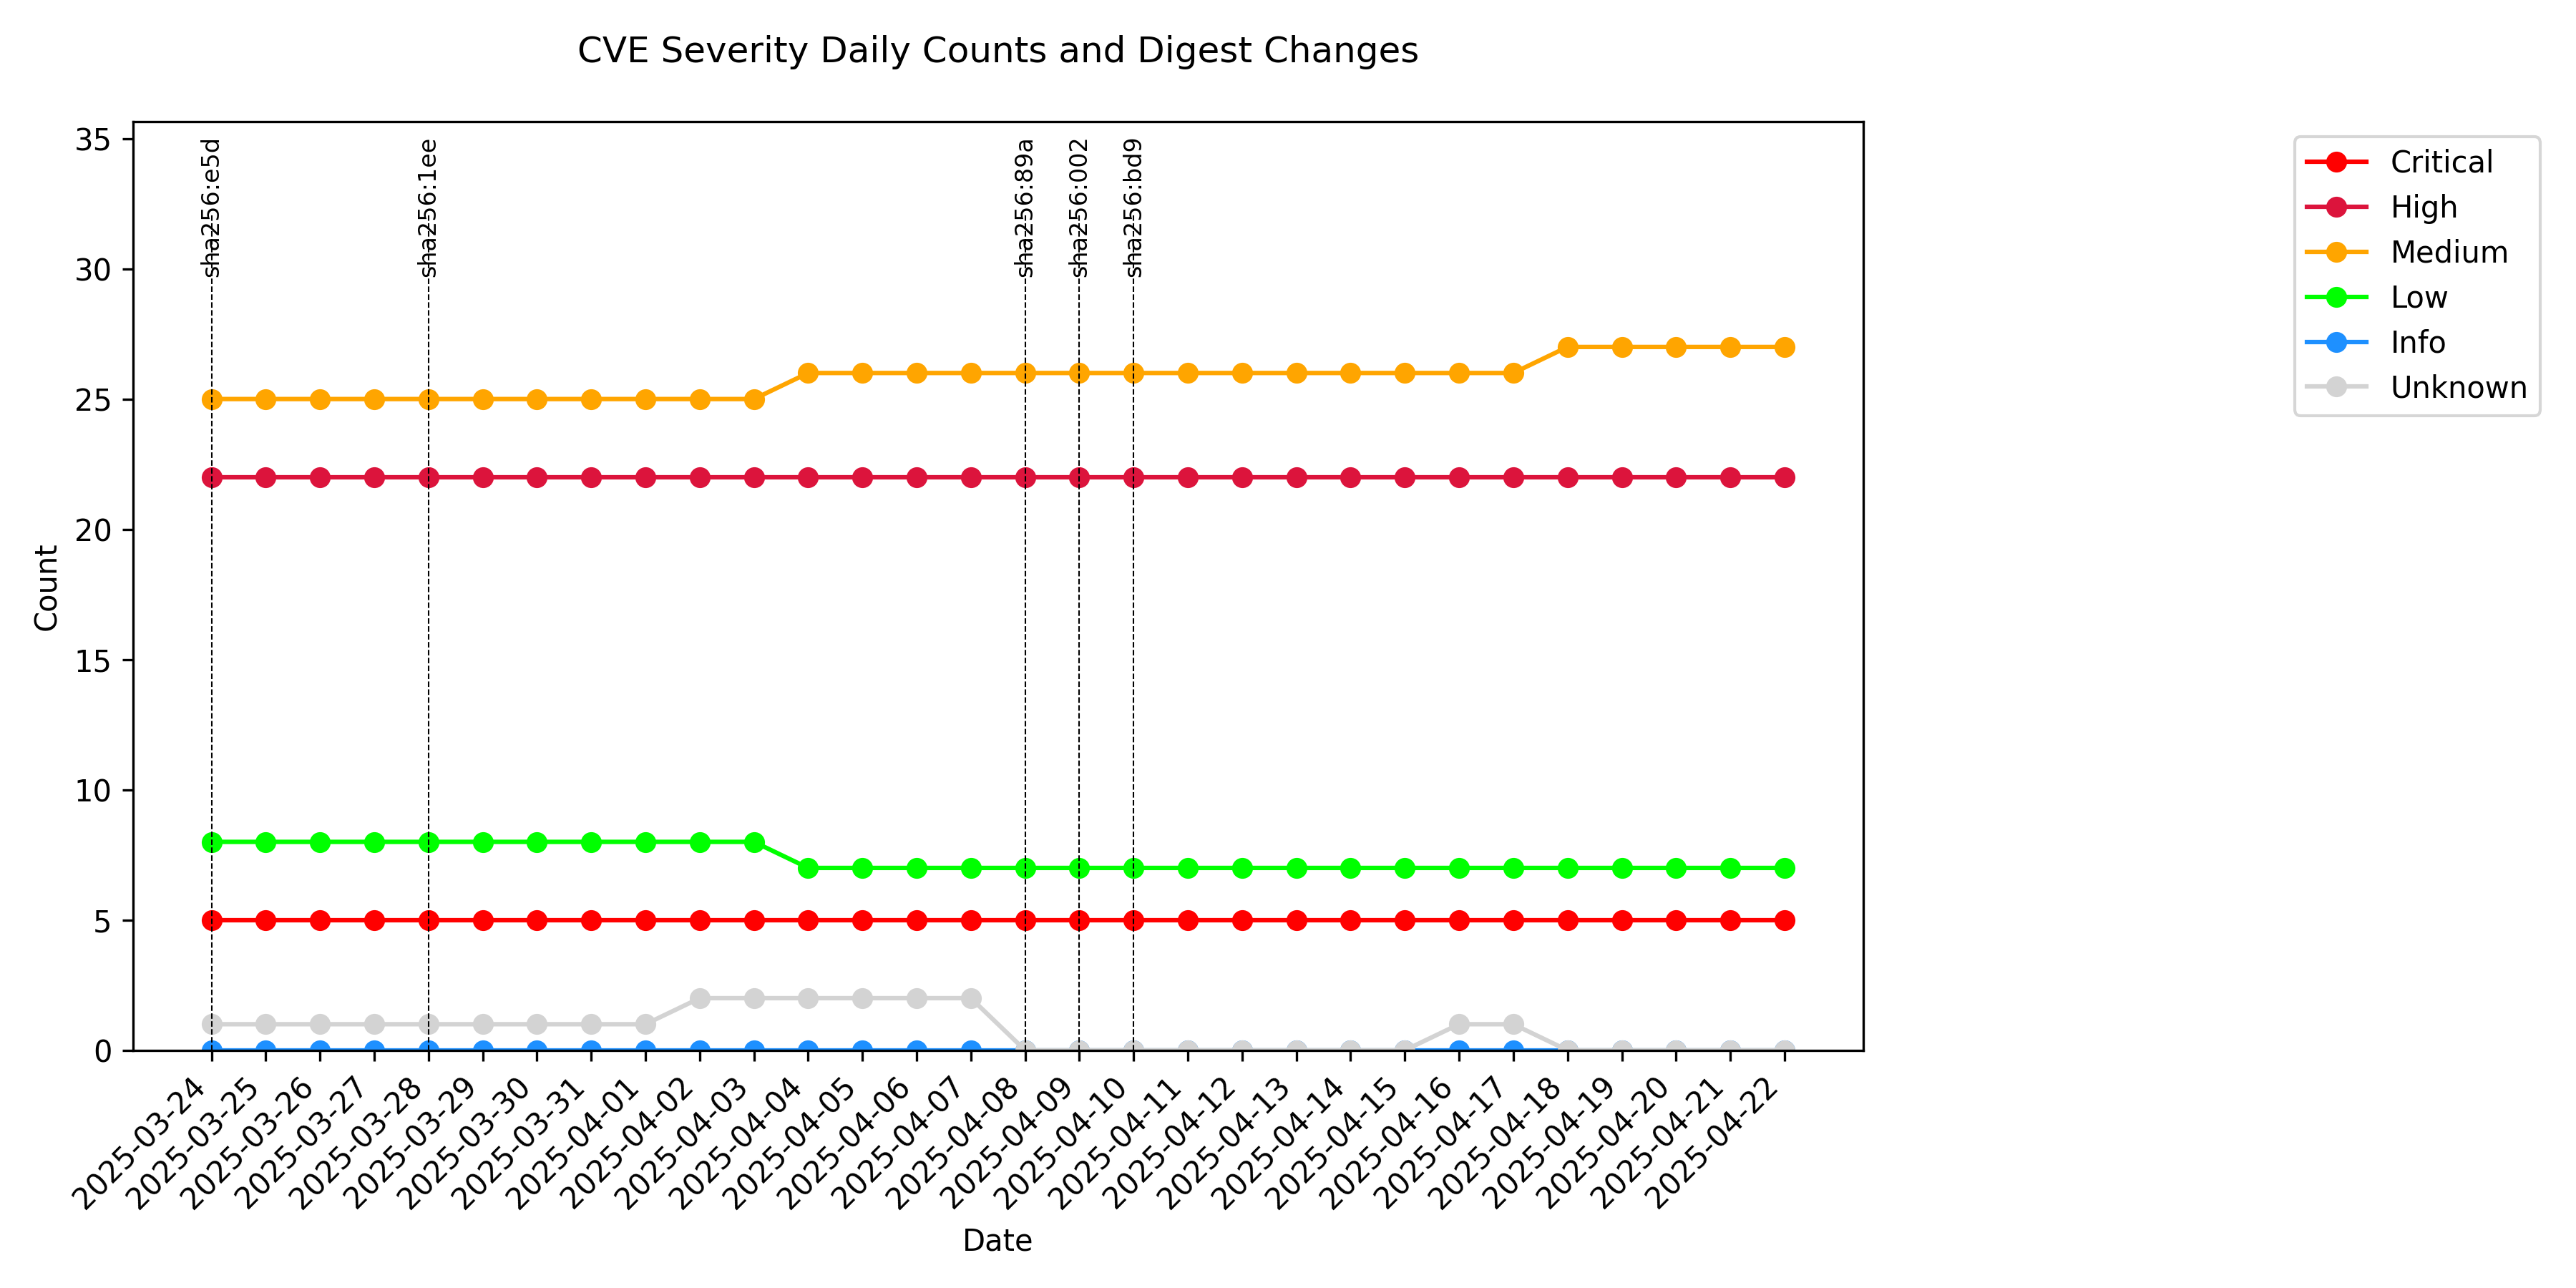 CVE Severity Daily Counts and Digest Changes
35
30
25
20
15
10
5
0
Count
sha256:e5d
sha256:1ee
sha256:89a
sha256:002
sha256:bd9
Critical
High
Medium
Low
Info
Unknown
2025-03-24
2025-03-25
2025-03-26
2025-03-27
2025-03-28
2025-03-29
2025-03-30
2025-03-31
2025-04-01
2025-04-02
2025-04-03
2025-04-04
2025-04-05
2025-04-06
2025-04-07
2025-04-08
2025-04-09
2025-04-10
2025-04-11
2025-04-12
2025-04-13
2025-04-14
2025-04-15
2025-04-16
2025-04-17
2025-04-18
2025-04-19
2025-04-20
2025-04-21
2025-04-22
Date